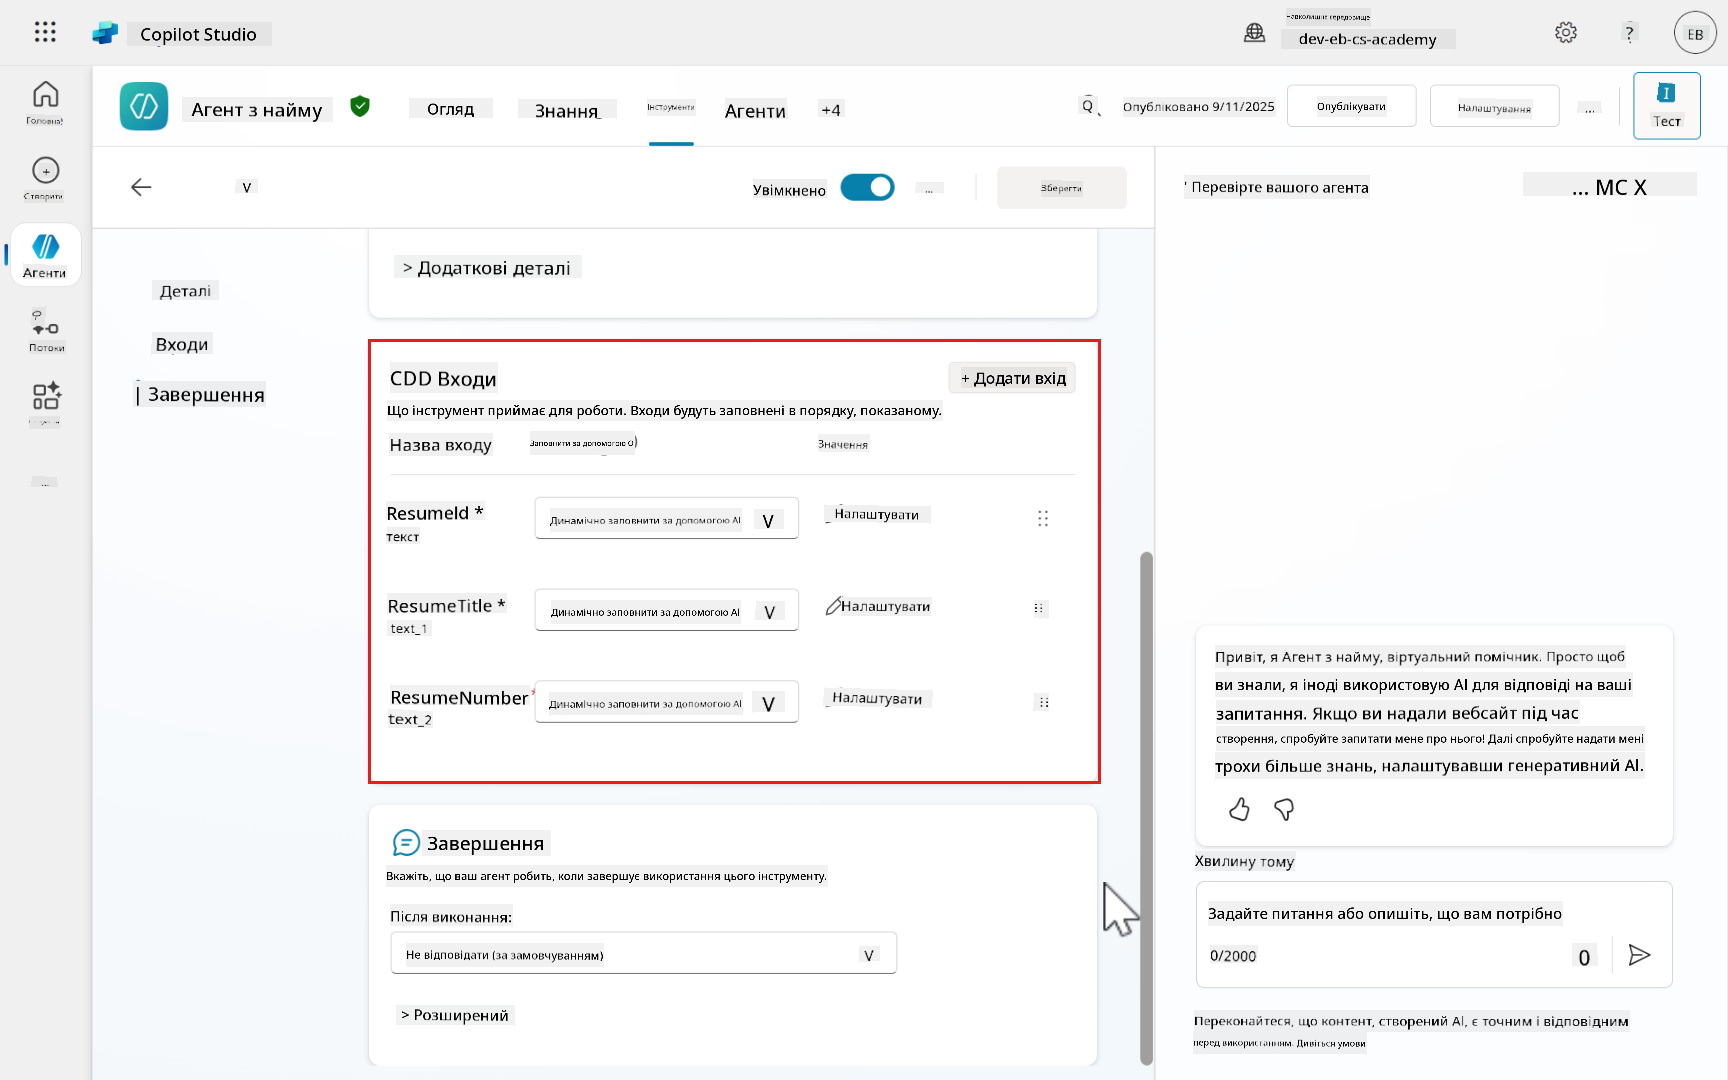 Copilot Studio
Навколишнє середовище
dev-eb-cs-academy
?
EB
Головна!
Створити
Агенти
Потоки
...
Агент з найму
Огляд
Знання_
Інструменти
Агенти
+4
Опубліковано 9/11/2025
Опублікувати
Налаштування
...
Тест
V
Увімкнено
...
Зберегти
' Перевірте вашого агента
... МС X
Деталі
Входи
| Завершення
> Додаткові деталі
CDD Входи
+ Додати вхід
Що інструмент приймає для роботи. Входи будуть заповнені в порядку, показаному.
Назва входу
Заповнити за допомогою О)
Значення
ResumeId *
текст
Динамічно заповнити за допомогою AI
V
Налаштувати
ResumeTitle *
text_1
Динамічно заповнити за допомогою AI
V
Налаштувати
ResumeNumber*
text_2
Динамічно заповнити за допомогою AI
V
Налаштувати
Завершення
Вкажіть, що ваш агент робить, коли завершує використання цього інструменту.
Після виконання:
Не відповідати (за замовчуванням)
V
> Розширений
Привіт, я Агент з найму, віртуальний помічник. Просто щоб
ви знали, я іноді використовую AI для відповіді на ваші
запитання. Якщо ви надали вебсайт під час
створення, спробуйте запитати мене про нього! Далі спробуйте надати мені
трохи більше знань, налаштувавши генеративний AI.
Хвилину тому
Задайте питання або опишіть, що вам потрібно
0/2000
0
Переконайтеся, що контент, створений AI, є точним і відповідним
перед використанням. Дивіться умови